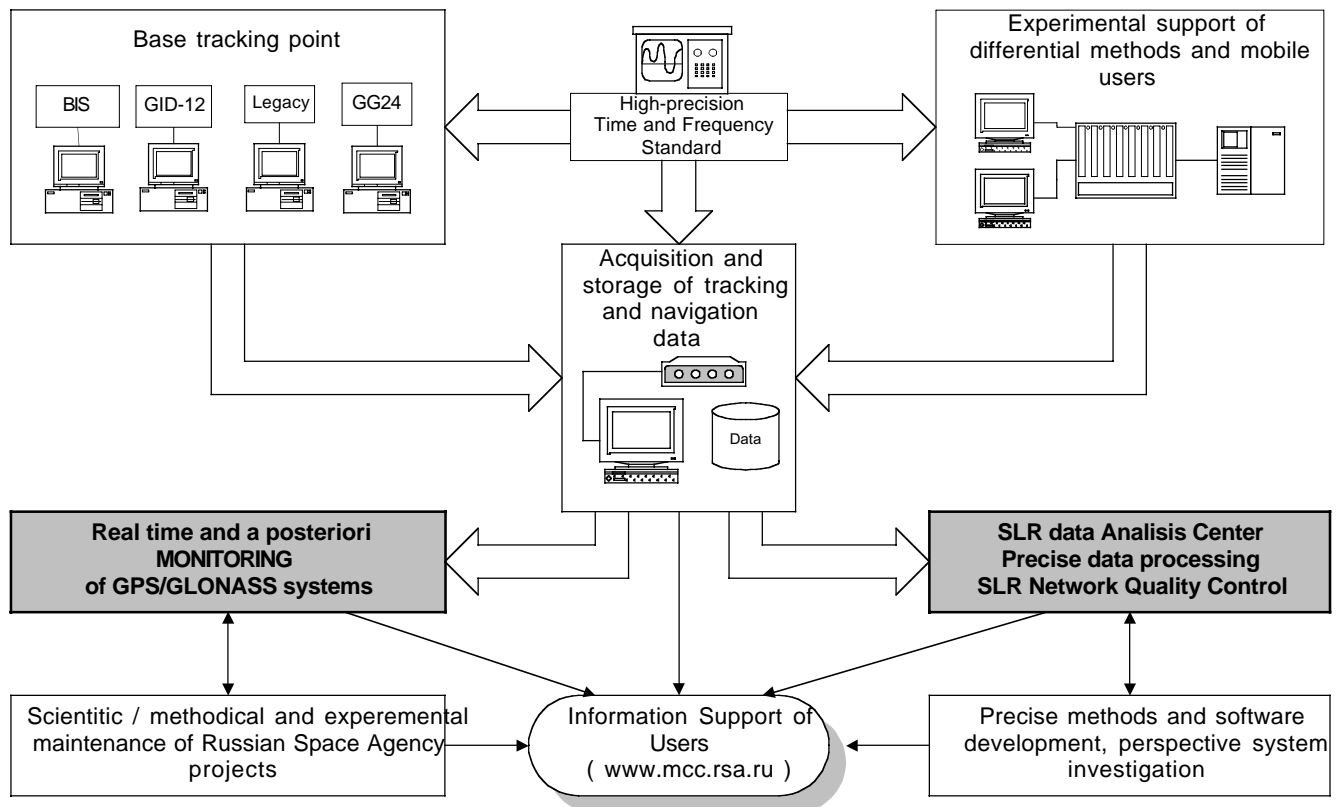 Base tracking point
BIS
GID-12
Legacy
GG24
High-precision
Time and Frequency
Standard
Experimental support of
differential methods and mobile
users
Acquisition and
storage of tracking
and navigation
data
Data
Real time and a posteriori
MONITORING
of GPS/GLONASS systems
SLR data Analisis Center
Precise data processing
SLR Network Quality Control
Scientitic / methodical and experemental
maintenance of Russian Space Agency
projects
Information Support of
Users
( www.mcc.rsa.ru )
Precise methods and software
development, perspective system
investigation